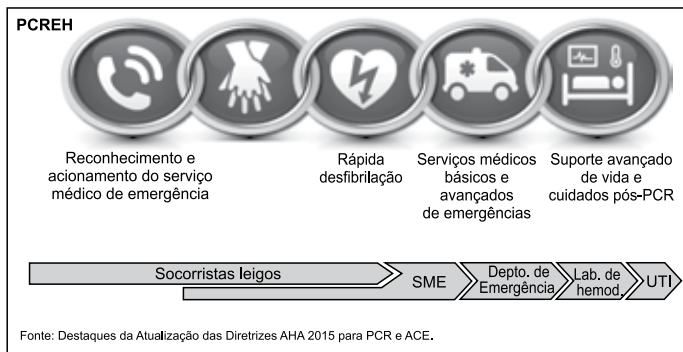 PCREH
Reconhecimento e
acionamento do serviço
médico de emergência
Rápida
desfibrilação
Serviços médicos
básicos e
avançados
de emergências
Suporte avançado
de vida e
cuidados pós-PCR
Socorristas leigos
SME
Depto. de
Emergência
Lab. de
hemod.
UTI
Fonte: Destaques da Atualização das Diretrizes AHA 2015 para PCR e ACE.